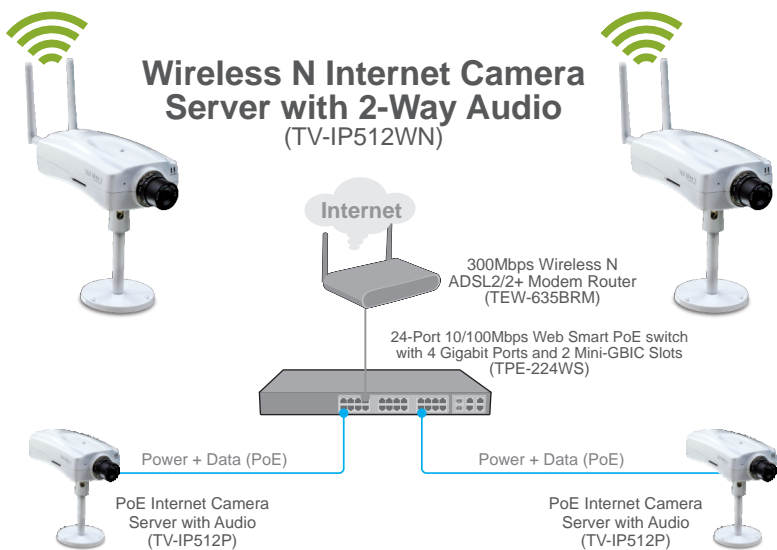 Wireless N Internet Camera
Server with 2-Way Audio
(TV-IP512WN)
Internet
300Mbps Wireless N
ADSL2/2+ Modem Router
(TEW-635BRM)
24-Port 10/100Mbps Web Smart PoE switch
with 4 Gigabit Ports and 2 Mini-GBIC Slots
(TPE-224WS)
Power + Data (PoE)
Power + Data (PoE)
PoE Internet Camera
Server with Audio
(TV-IP512P)
PoE Internet Camera
Server with Audio
(TV-IP512P)